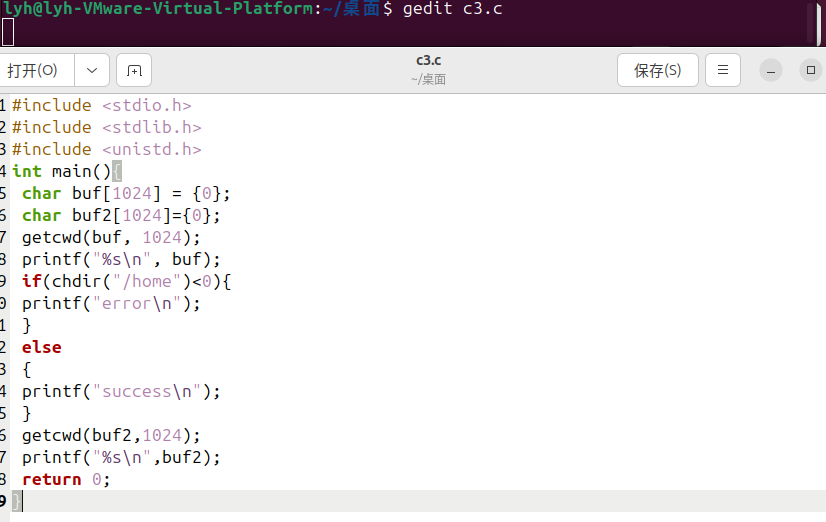 lyh@lyh-VMware-Virtual-Platform:~/桌面$ gedit c3.c
打开(O)
c3.c
~/桌面
保存(S)
1 #include <stdio.h>
2 #include <stdlib.h>
3 #include <unistd.h>
4 int main(){
5 char buf[1024] = {0};
6 char buf2[1024]={0};
7 getcwd(buf, 1024);
8 printf("%s\n", buf);
9 if(chdir("/home")<0){
0 printf("error\n");
1 }
2 else
3 {
4 printf("success\n");
5 }
6 getcwd(buf2,1024);
7 printf("%s\n",buf2);
8 return 0;
9 }